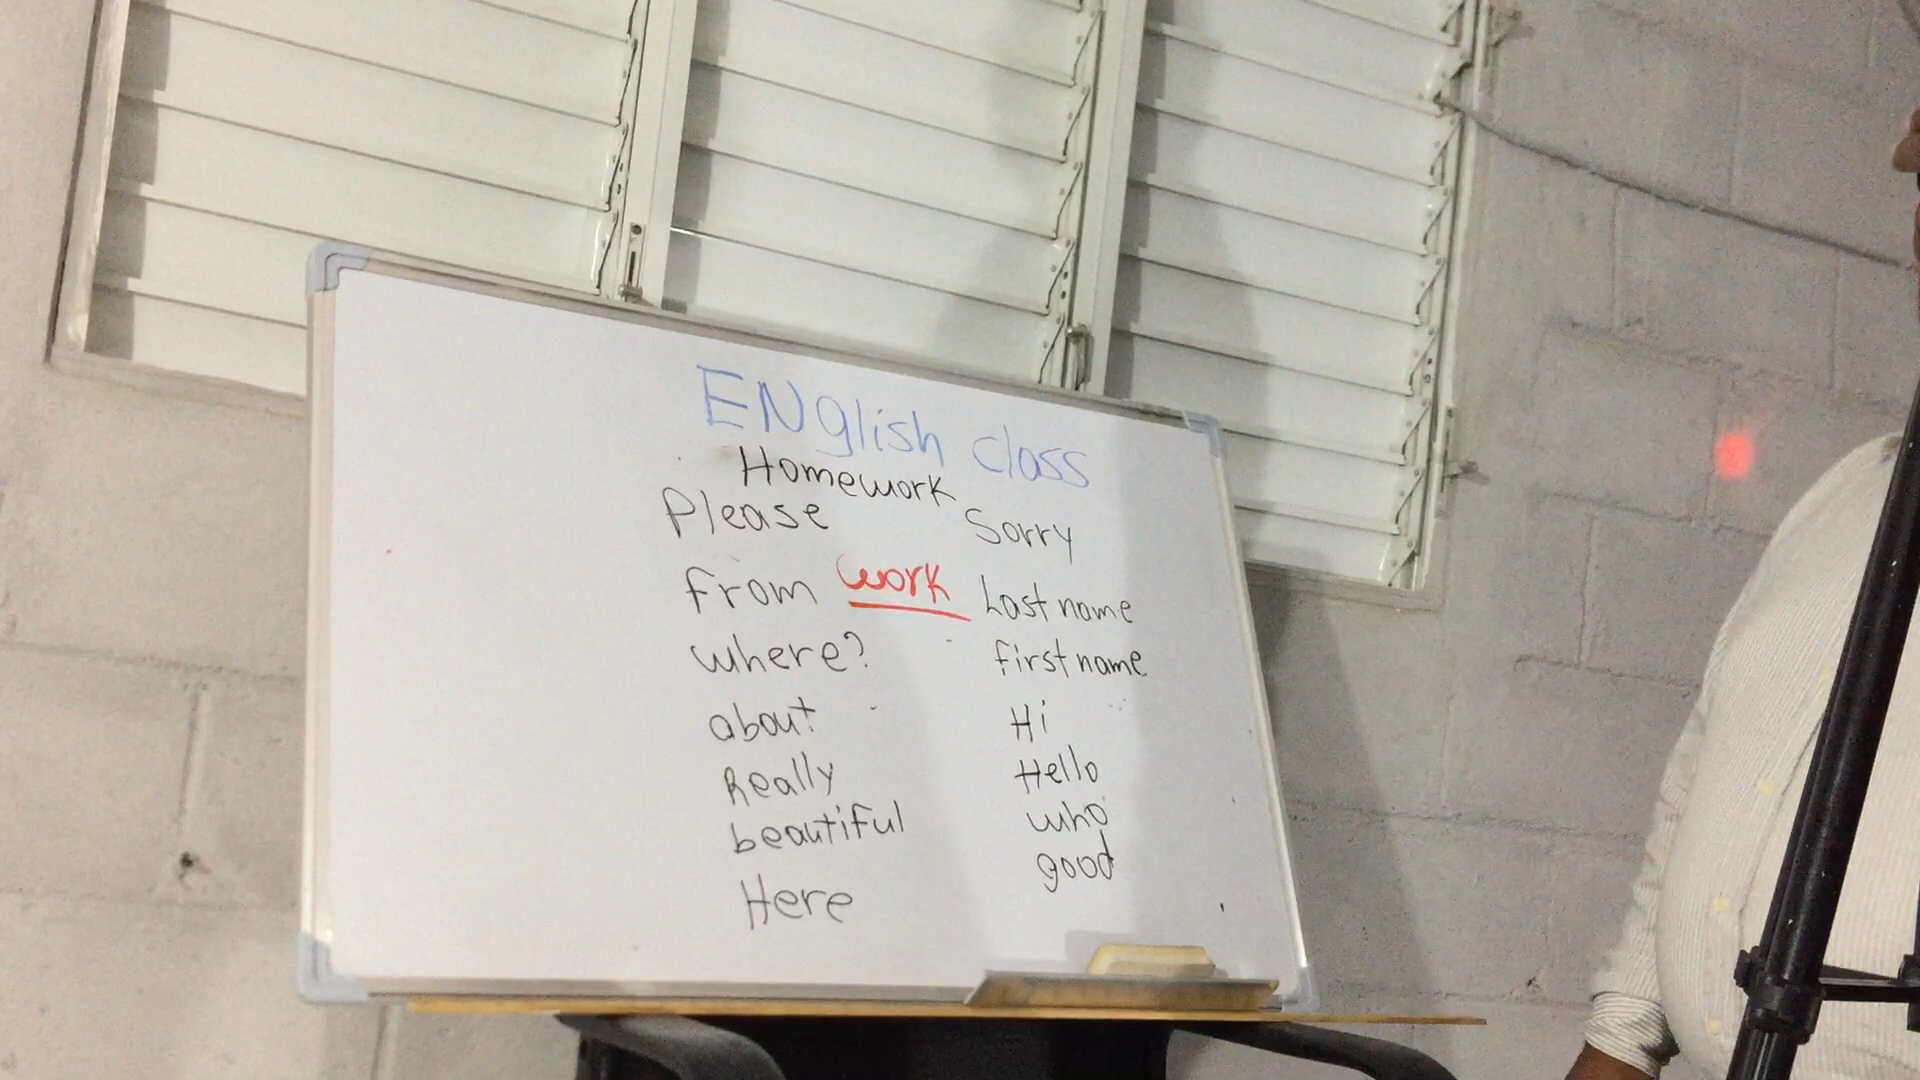 ENglish class
Homework
Please Sorry
From work Last name
where? first name
about Hi
Really Hello
beautiful who
Here good